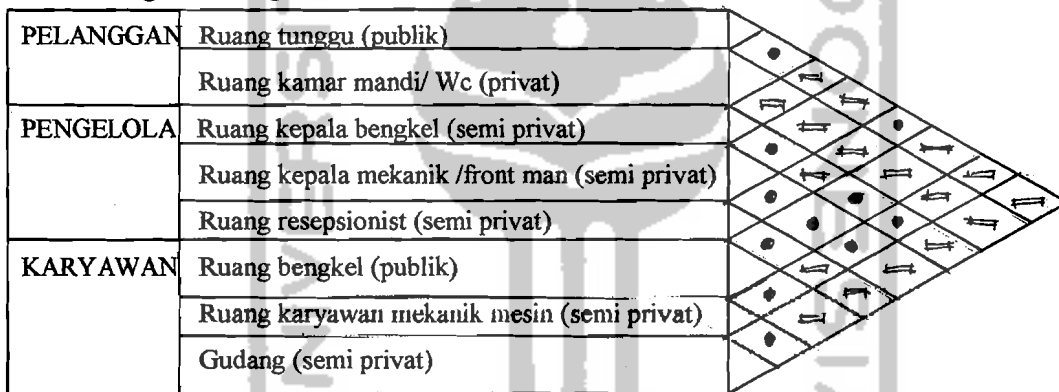 PELANGGAN Ruang tunggu (publik)
Ruang kamar mandi/ Wc (privat)
PENGELOLA Ruang kepala bengkel (semi privat)
Ruang kepala mekanik /front man (semi privat)
Ruang resepsionist (semi privat)
KARYAWAN Ruang bengkel (publik)
Ruang karyawan mekanik mesin (semi privat)
Gudang (semi privat)